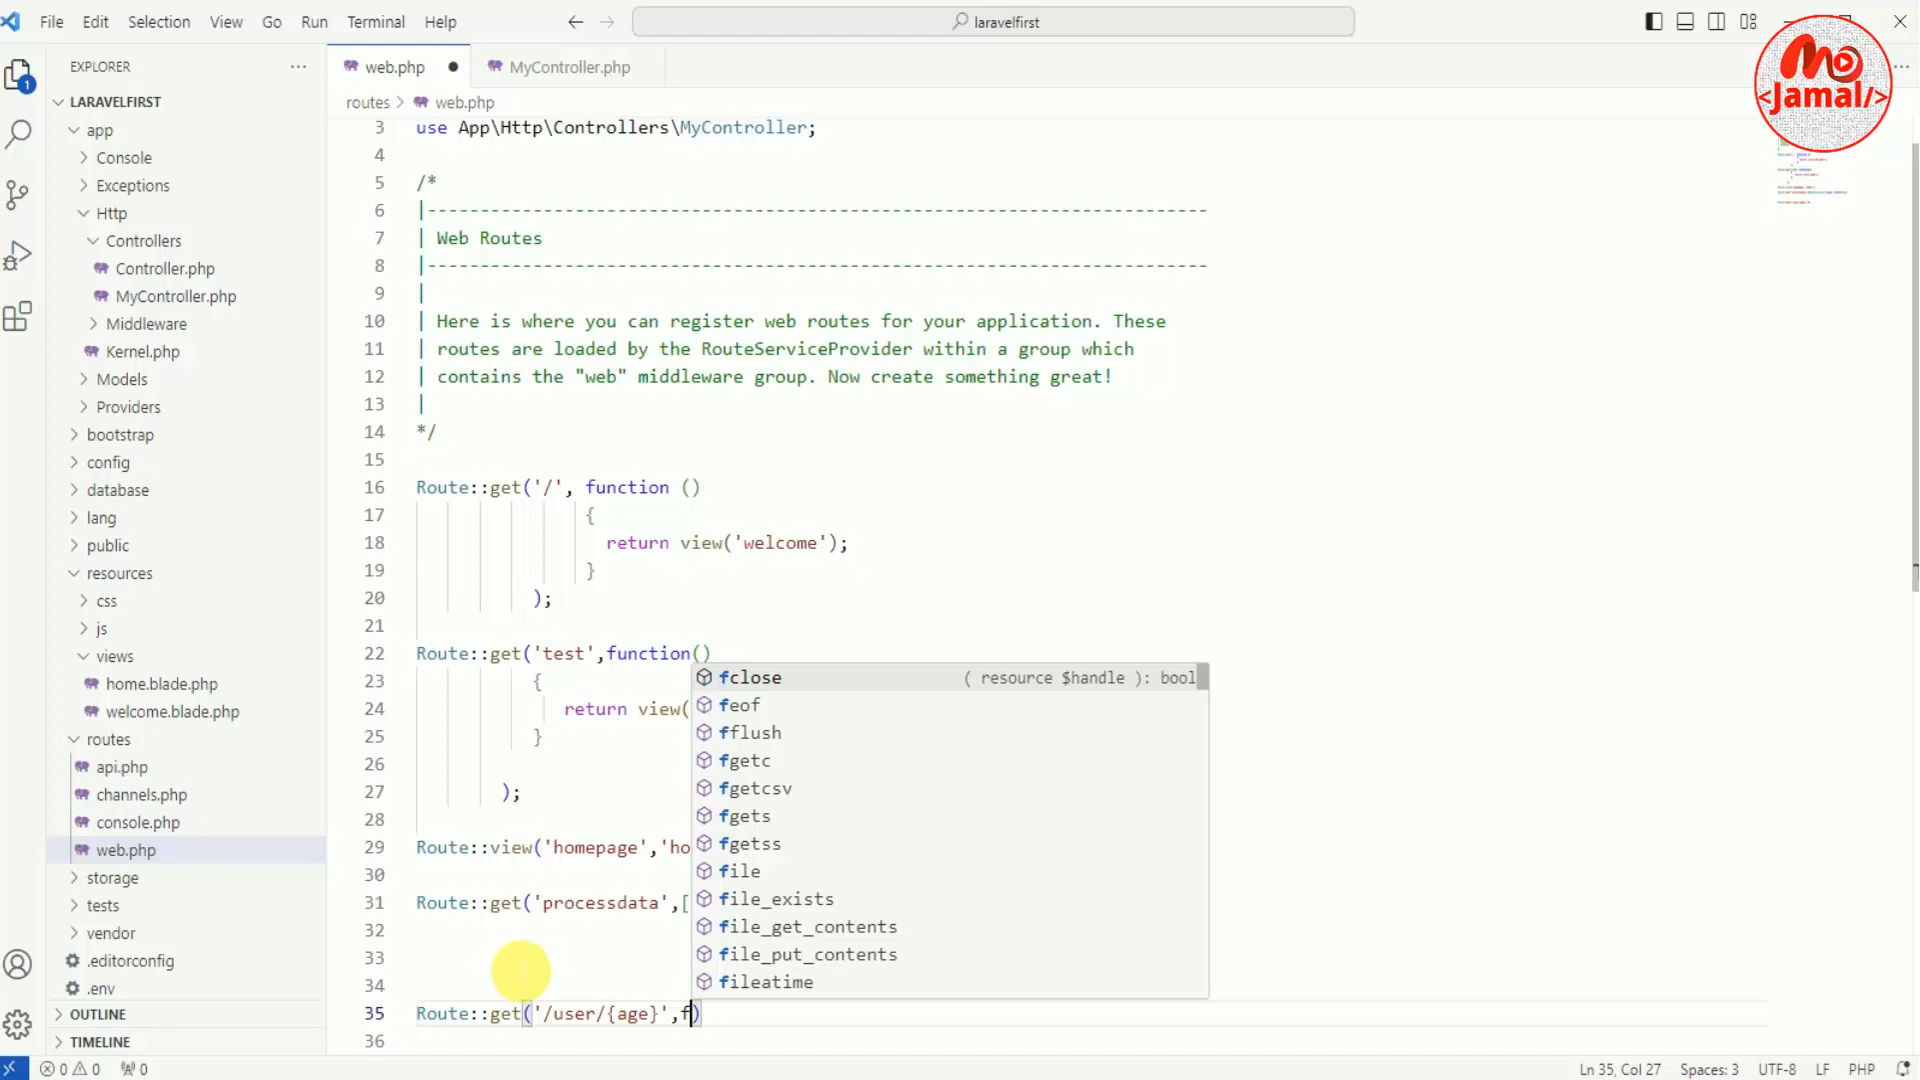 File Edit Selection View Go Run Terminal Help
laravelfirst
EXPLORER
web.php
MyController.php
MO
<Jamal/>
LARAVELFIRST
routes > web.php
1
app
Console
Exceptions
Http
Controllers
Controller.php
MyController.php
Middleware
Kernel.php
Models
Providers
bootstrap
config
database
lang
public
resources
css
js
views
home.blade.php
welcome.blade.php
routes
api.php
channels.php
console.php
web.php
storage
tests
vendor
.editorconfig
.env
OUTLINE
TIMELINE
3 use App\Http\Controllers\MyController;
4
5 /*
6 |--------------------------------------------------------------------------
7 | Web Routes
8 |--------------------------------------------------------------------------
9 |
10 | Here is where you can register web routes for your application. These
11 | routes are loaded by the RouteServiceProvider within a group which
12 | contains the "web" middleware group. Now create something great!
13 |
14 */
15
16 Route::get('/', function ()
17 {
18 return view('welcome');
19 }
20 );
21
22 Route::get('test',function()
23 {
24 return view(
25 }
26
27 );
28
29 Route::view('homepage','ho
30
31 Route::get('processdata',[
32
33
34
35 Route::get('/user/{age}',f)
36
fclose ( resource $handle ): bool
feof
fflush
fgetc
fgetcsv
fgets
fgetss
file
file_exists
file_get_contents
file_put_contents
fileatime
0 0 0
Ln 35, Col 27 Spaces: 3 UTF-8 LF PHP